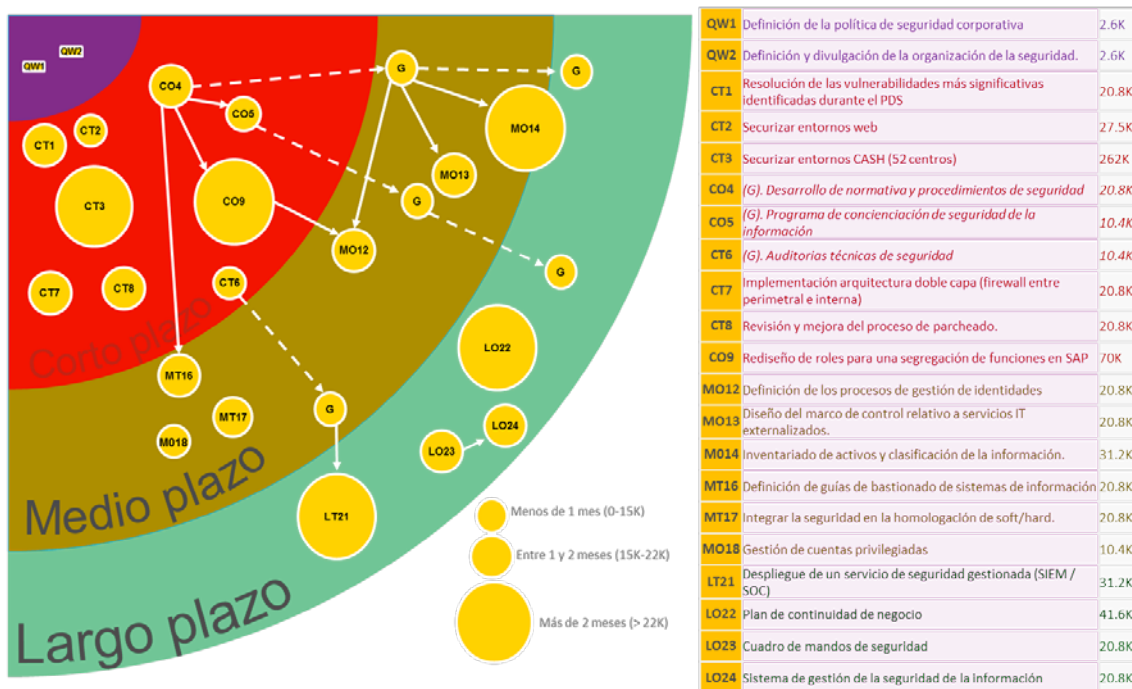 QW1
QW2
CO4
G
G
CO5
CT2
CT1
MO14
MO13
CT3
CO9
G
MO12
G
CT6
CT7
CT8
Corto plazo
LO22
MT16
G
MT17
M018
LO24
LO23
Medio plazo
LT21
Largo plazo
Menos de 1 mes (0-15K)
Entre 1 y 2 meses (15K-22K)
Más de 2 meses (> 22K)
QW1 Definición de la política de seguridad corporativa 2.6K
QW2 Definición y divulgación de la organización de la seguridad. 2.6K
CT1 Resolución de las vulnerabilidades más significativas
identificadas durante el PDS 20.8K
CT2 Securizar entornos web 27.5K
CT3 Securizar entornos CASH (52 centros) 262K
CO4 (G). Desarrollo de normativa y procedimientos de seguridad 20.8K
CO5 (G). Programa de concienciación de seguridad de la
información 10.4K
CT6 (G). Auditorias técnicas de seguridad 10.4K
CT7 Implementación arquitectura doble capa (firewall entre
perimetral e interna) 20.8K
CT8 Revisión y mejora del proceso de parcheado. 20.8K
CO9 Rediseño de roles para una segregación de funciones en SAP 70K
MO12 Definición de los procesos de gestión de identidades 20.8K
MO13 Diseño del marco de control relativo a servicios IT
externalizados. 20.8K
M014 Inventariado de activos y clasificación de la información. 31.2K
MT16 Definición de guías de bastionado de sistemas de información 20.8K
MT17 Integrar la seguridad en la homologación de soft/hard. 20.8K
MO18 Gestión de cuentas privilegiadas 10.4K
LT21 Despliegue de un servicio de seguridad gestionada (SIEM /
SOC) 31.2K
LO22 Plan de continuidad de negocio 41.6K
LO23 Cuadro de mandos de seguridad 20.8K
LO24 Sistema de gestión de la seguridad de la información 20.8K